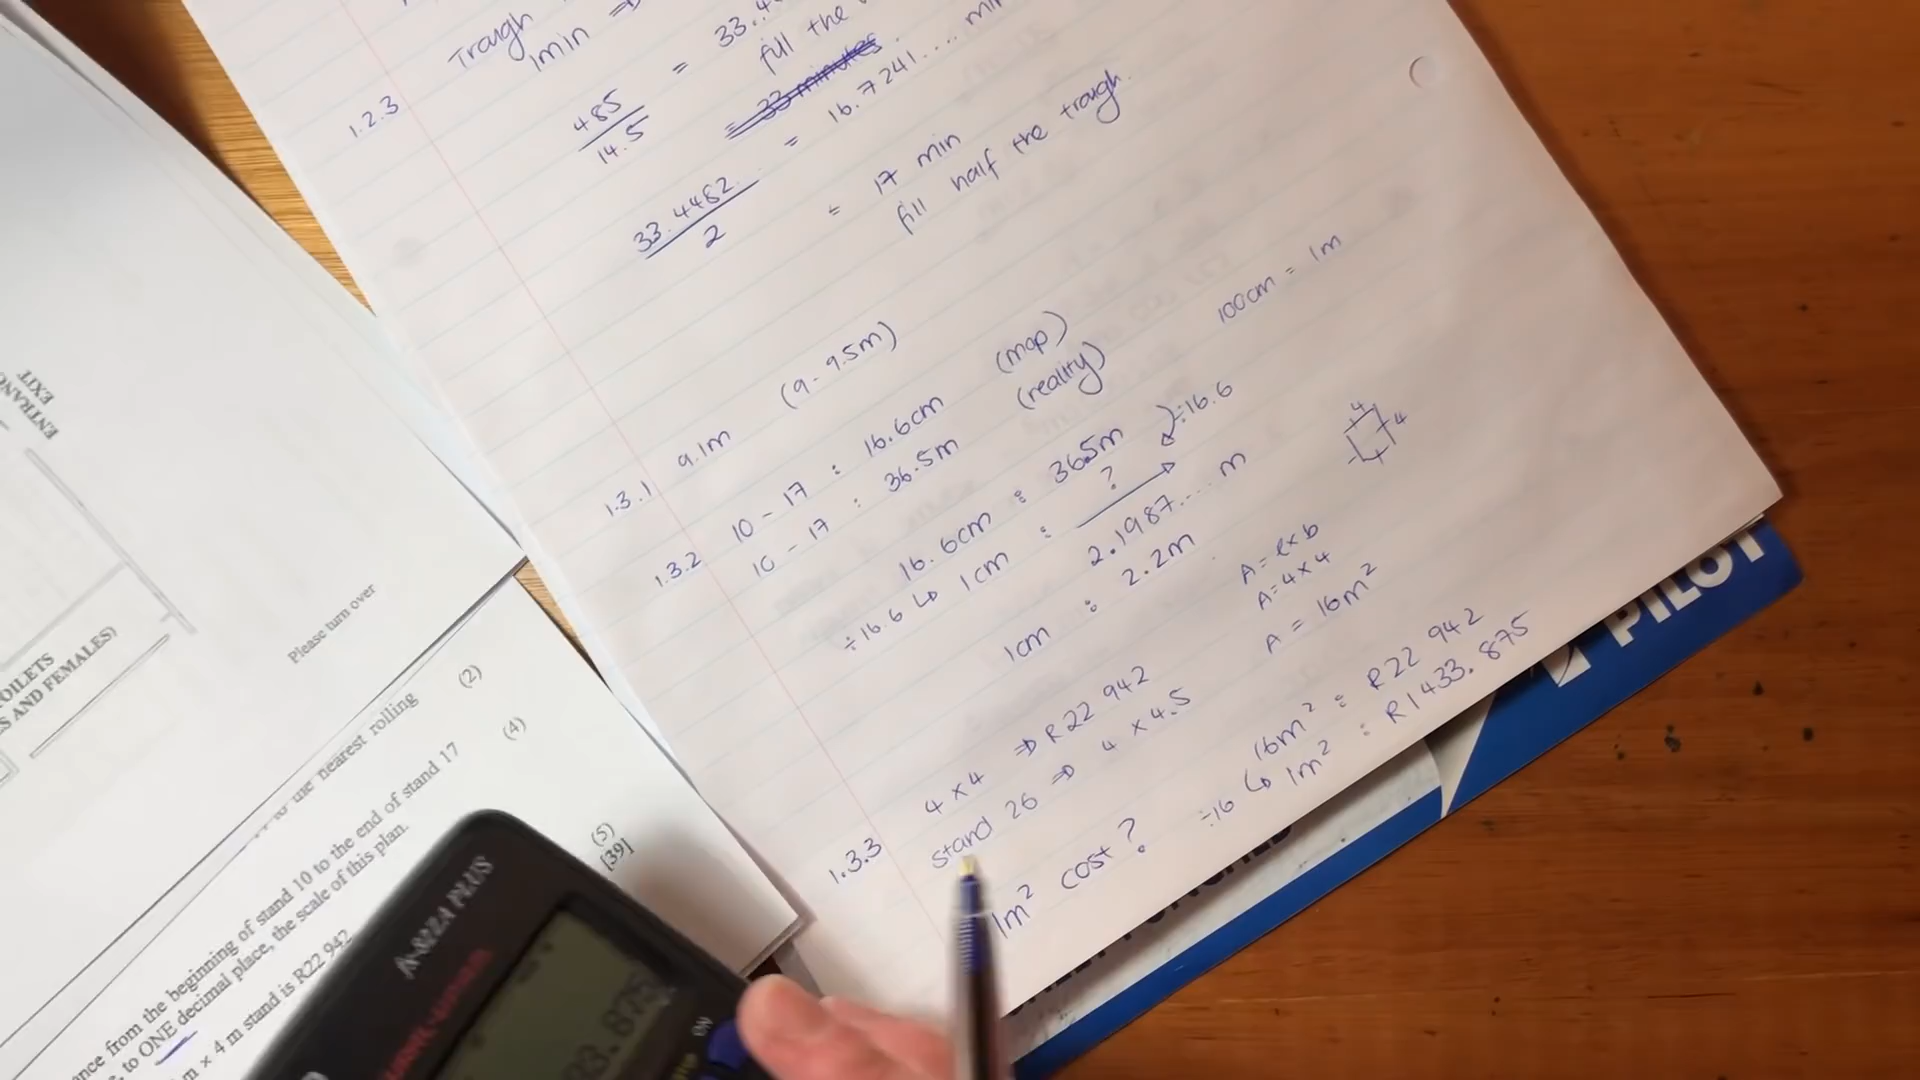 Trough
1min ⇒
1.2.3
485
14.5
=
33.4
fill the
= 33 minutes
33.4482
2
= 16.7241....
= 17 min
fill half the trough.
1.3.1 9.1m (9-9.5m)
1.3.2 10 - 17 : 16.6cm (map)
10 - 17 : 36.5m (reality)
100cm = 1m
16.6cm : 36.5m ÷16.6
÷16.6 ↳ 1cm : ?
2.1987.... m
1cm : 2.2m
4
4
1.3.3 4 × 4 ⇒ R22 942
stand 26 ⇒ 4 × 4.5
1m² cost?
A = l×b
A = 4×4
A = 16m²
16m² : R22 942
÷16 ↳ 1m² : R1433.875
EXIT
Please turn over
AND FEMALES)
nearest rolling
(2)
ance from the beginning of stand 10 to the end of stand 17
to ONE decimal place, the scale of this plan.
(4)
m × 4 m stand is R22 942
(5)
[39]
PILOT